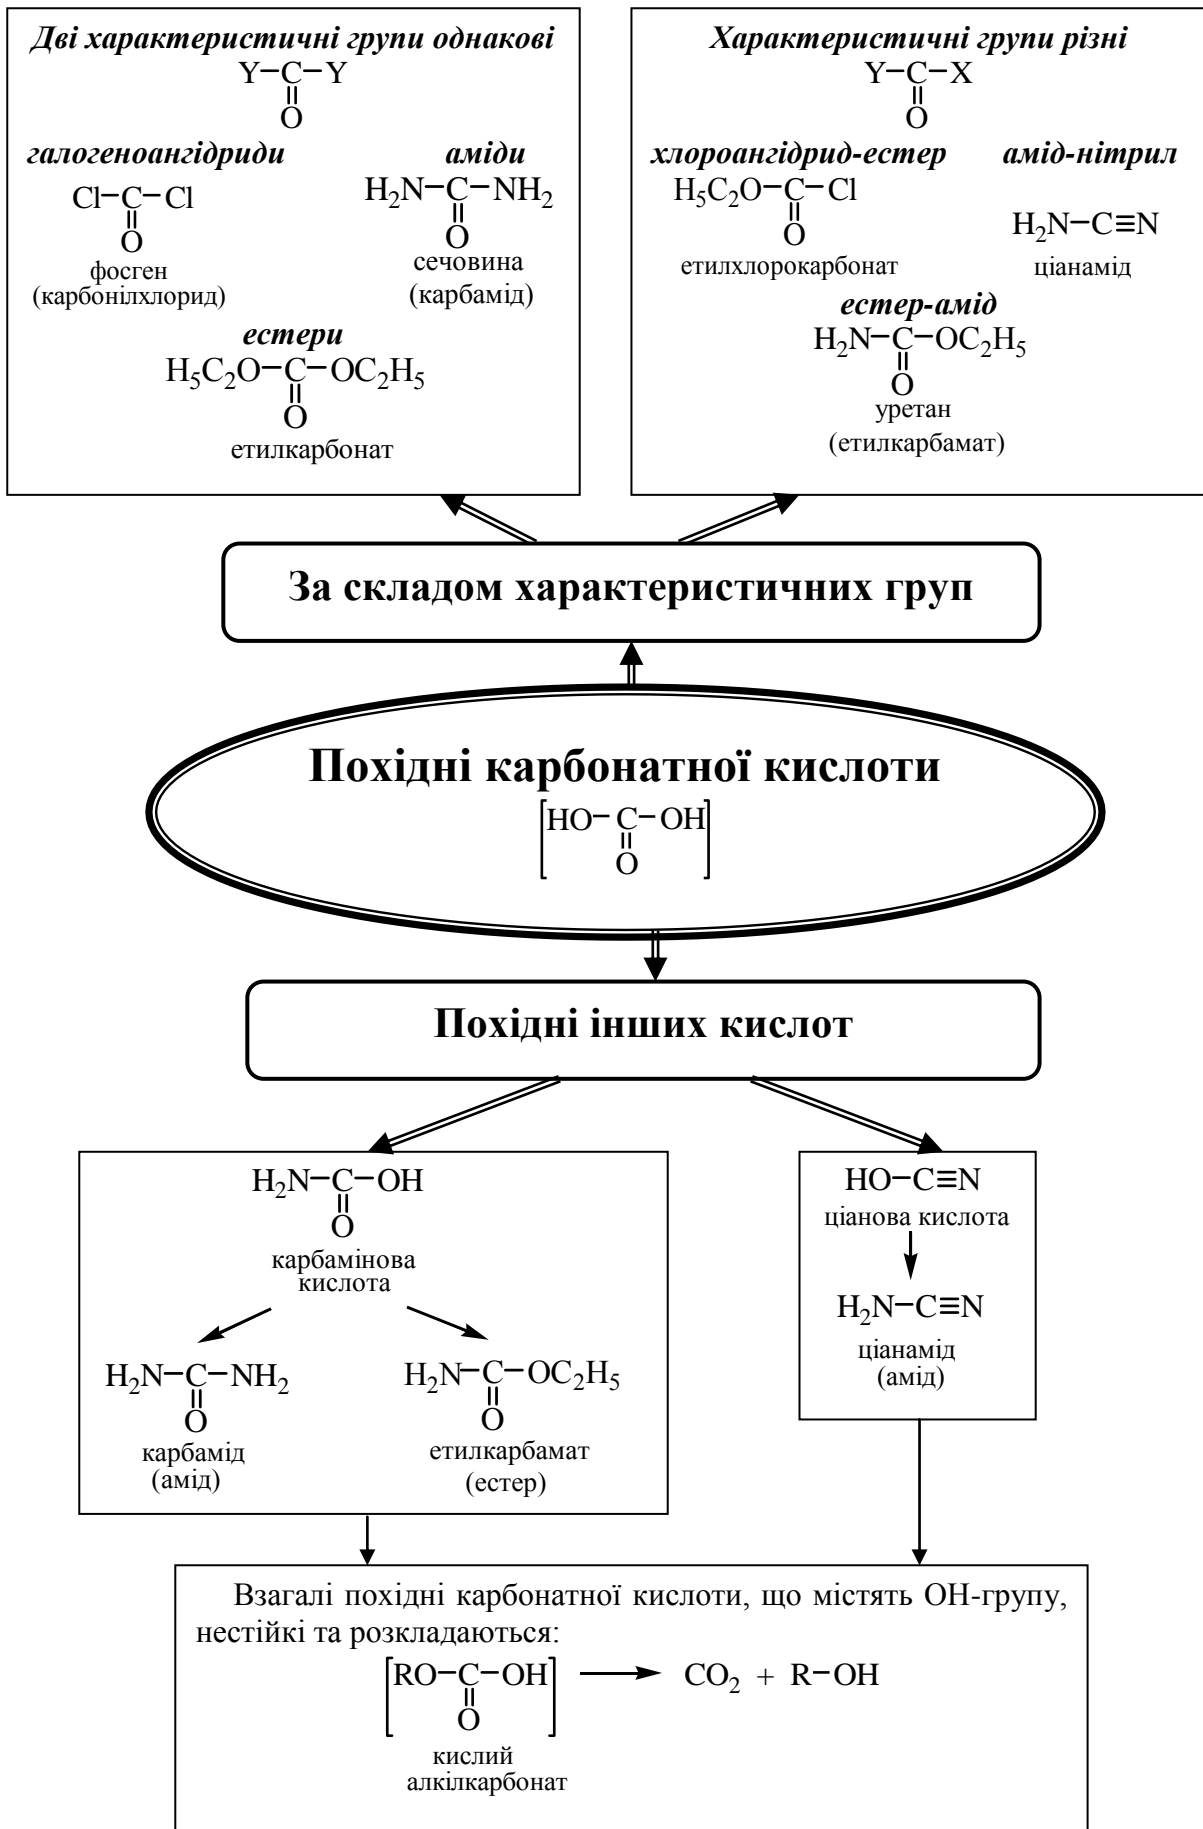 Дві характеристичні групи однакові
Y–C–Y
O
галогеноангідриди
аміди
Cl–C–Cl
O
фосген
(карбонілхлорид)
H₂N–C–NH₂
O
сечовина
(карбамід)
естери
H₅C₂O–C–OC₂H₅
O
етилкарбонат
Характеристичні групи різні
Y–C–X
O
хлороангідрид-естер
амід-нітрил
H₅C₂O–C–Cl
O
етилхлорокарбонат
H₂N–C≡N
ціанамід
естер-амід
H₂N–C–OC₂H₅
O
уретан
(етилкарбамат)
За складом характеристичних груп
Похідні карбонатної кислоти
[HO–C–OH]
O
Похідні інших кислот
H₂N–C–OH
O
карбамінова
кислота
H₂N–C–NH₂
O
карбамід
(амід)
H₂N–C–OC₂H₅
O
етилкарбамат
(естер)
HO–C≡N
ціанова кислота
H₂N–C≡N
ціанамід
(амід)
Взагалі похідні карбонатної кислоти, що містять ОН-групу,
нестійкі та розкладаються:
[RO–C–OH] → CO₂ + R–OH
O
кислий
алкілкарбонат